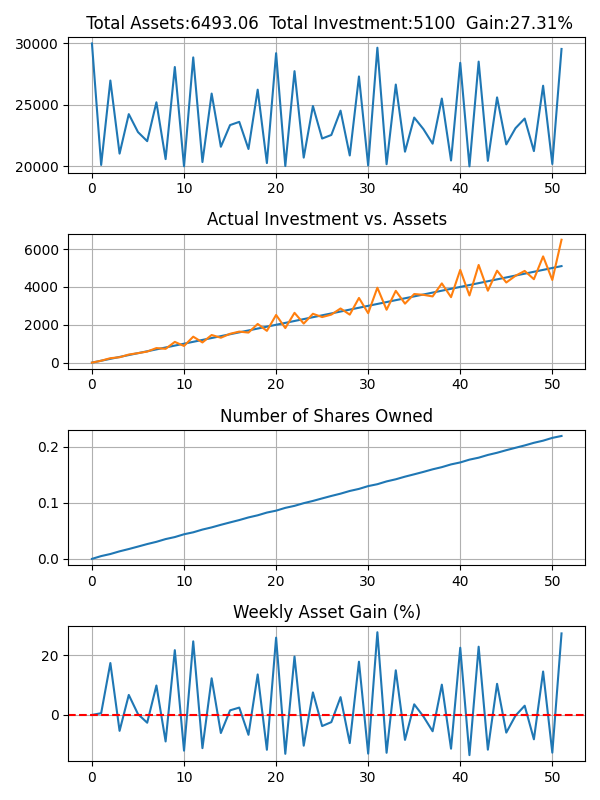 Total Assets:6493.06  Total Investment:5100  Gain:27.31%
30000
25000
20000
0 10 20 30 40 50
Actual Investment vs. Assets
6000
4000
2000
0
0 10 20 30 40 50
Number of Shares Owned
0.2
0.1
0.0
0 10 20 30 40 50
Weekly Asset Gain (%)
20
0
0 10 20 30 40 50